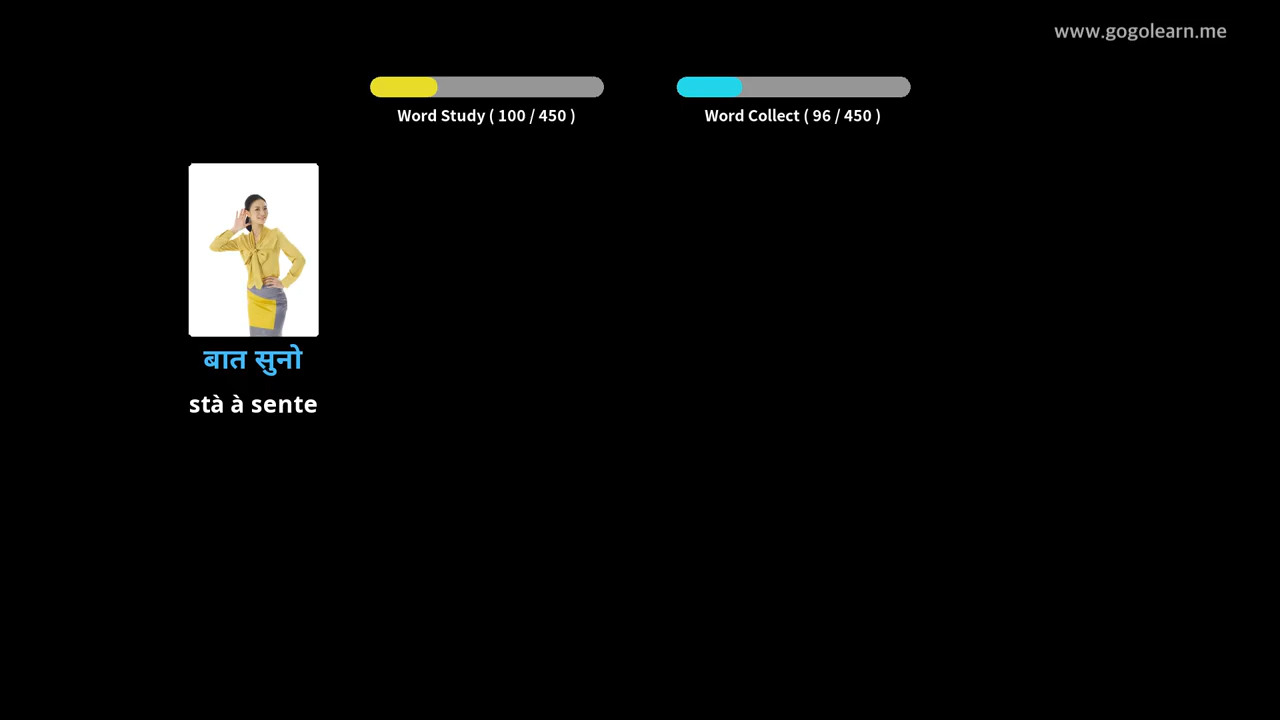 www.gogolearn.me
Word Study ( 100 / 450 )
Word Collect ( 96 / 450 )
बात सुनो
stà à sente